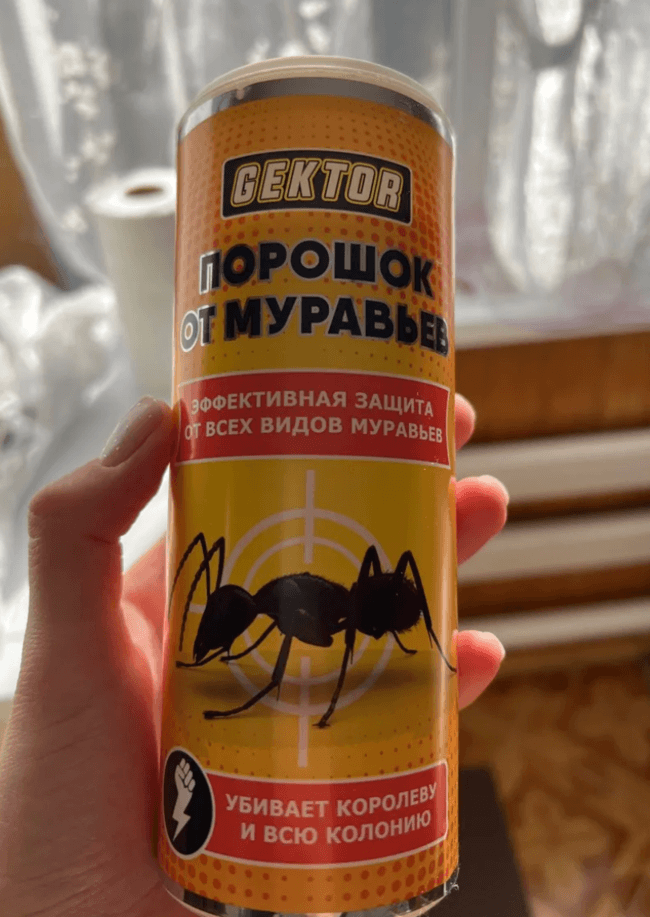 GEKTOR
ПОРОШОК
ОТ МУРАВЬЕВ
ЭФФЕКТИВНАЯ ЗАЩИТА
ОТ ВСЕХ ВИДОВ МУРАВЬЕВ
УБИВАЕТ КОРОЛЕВУ
И ВСЮ КОЛОНИЮ